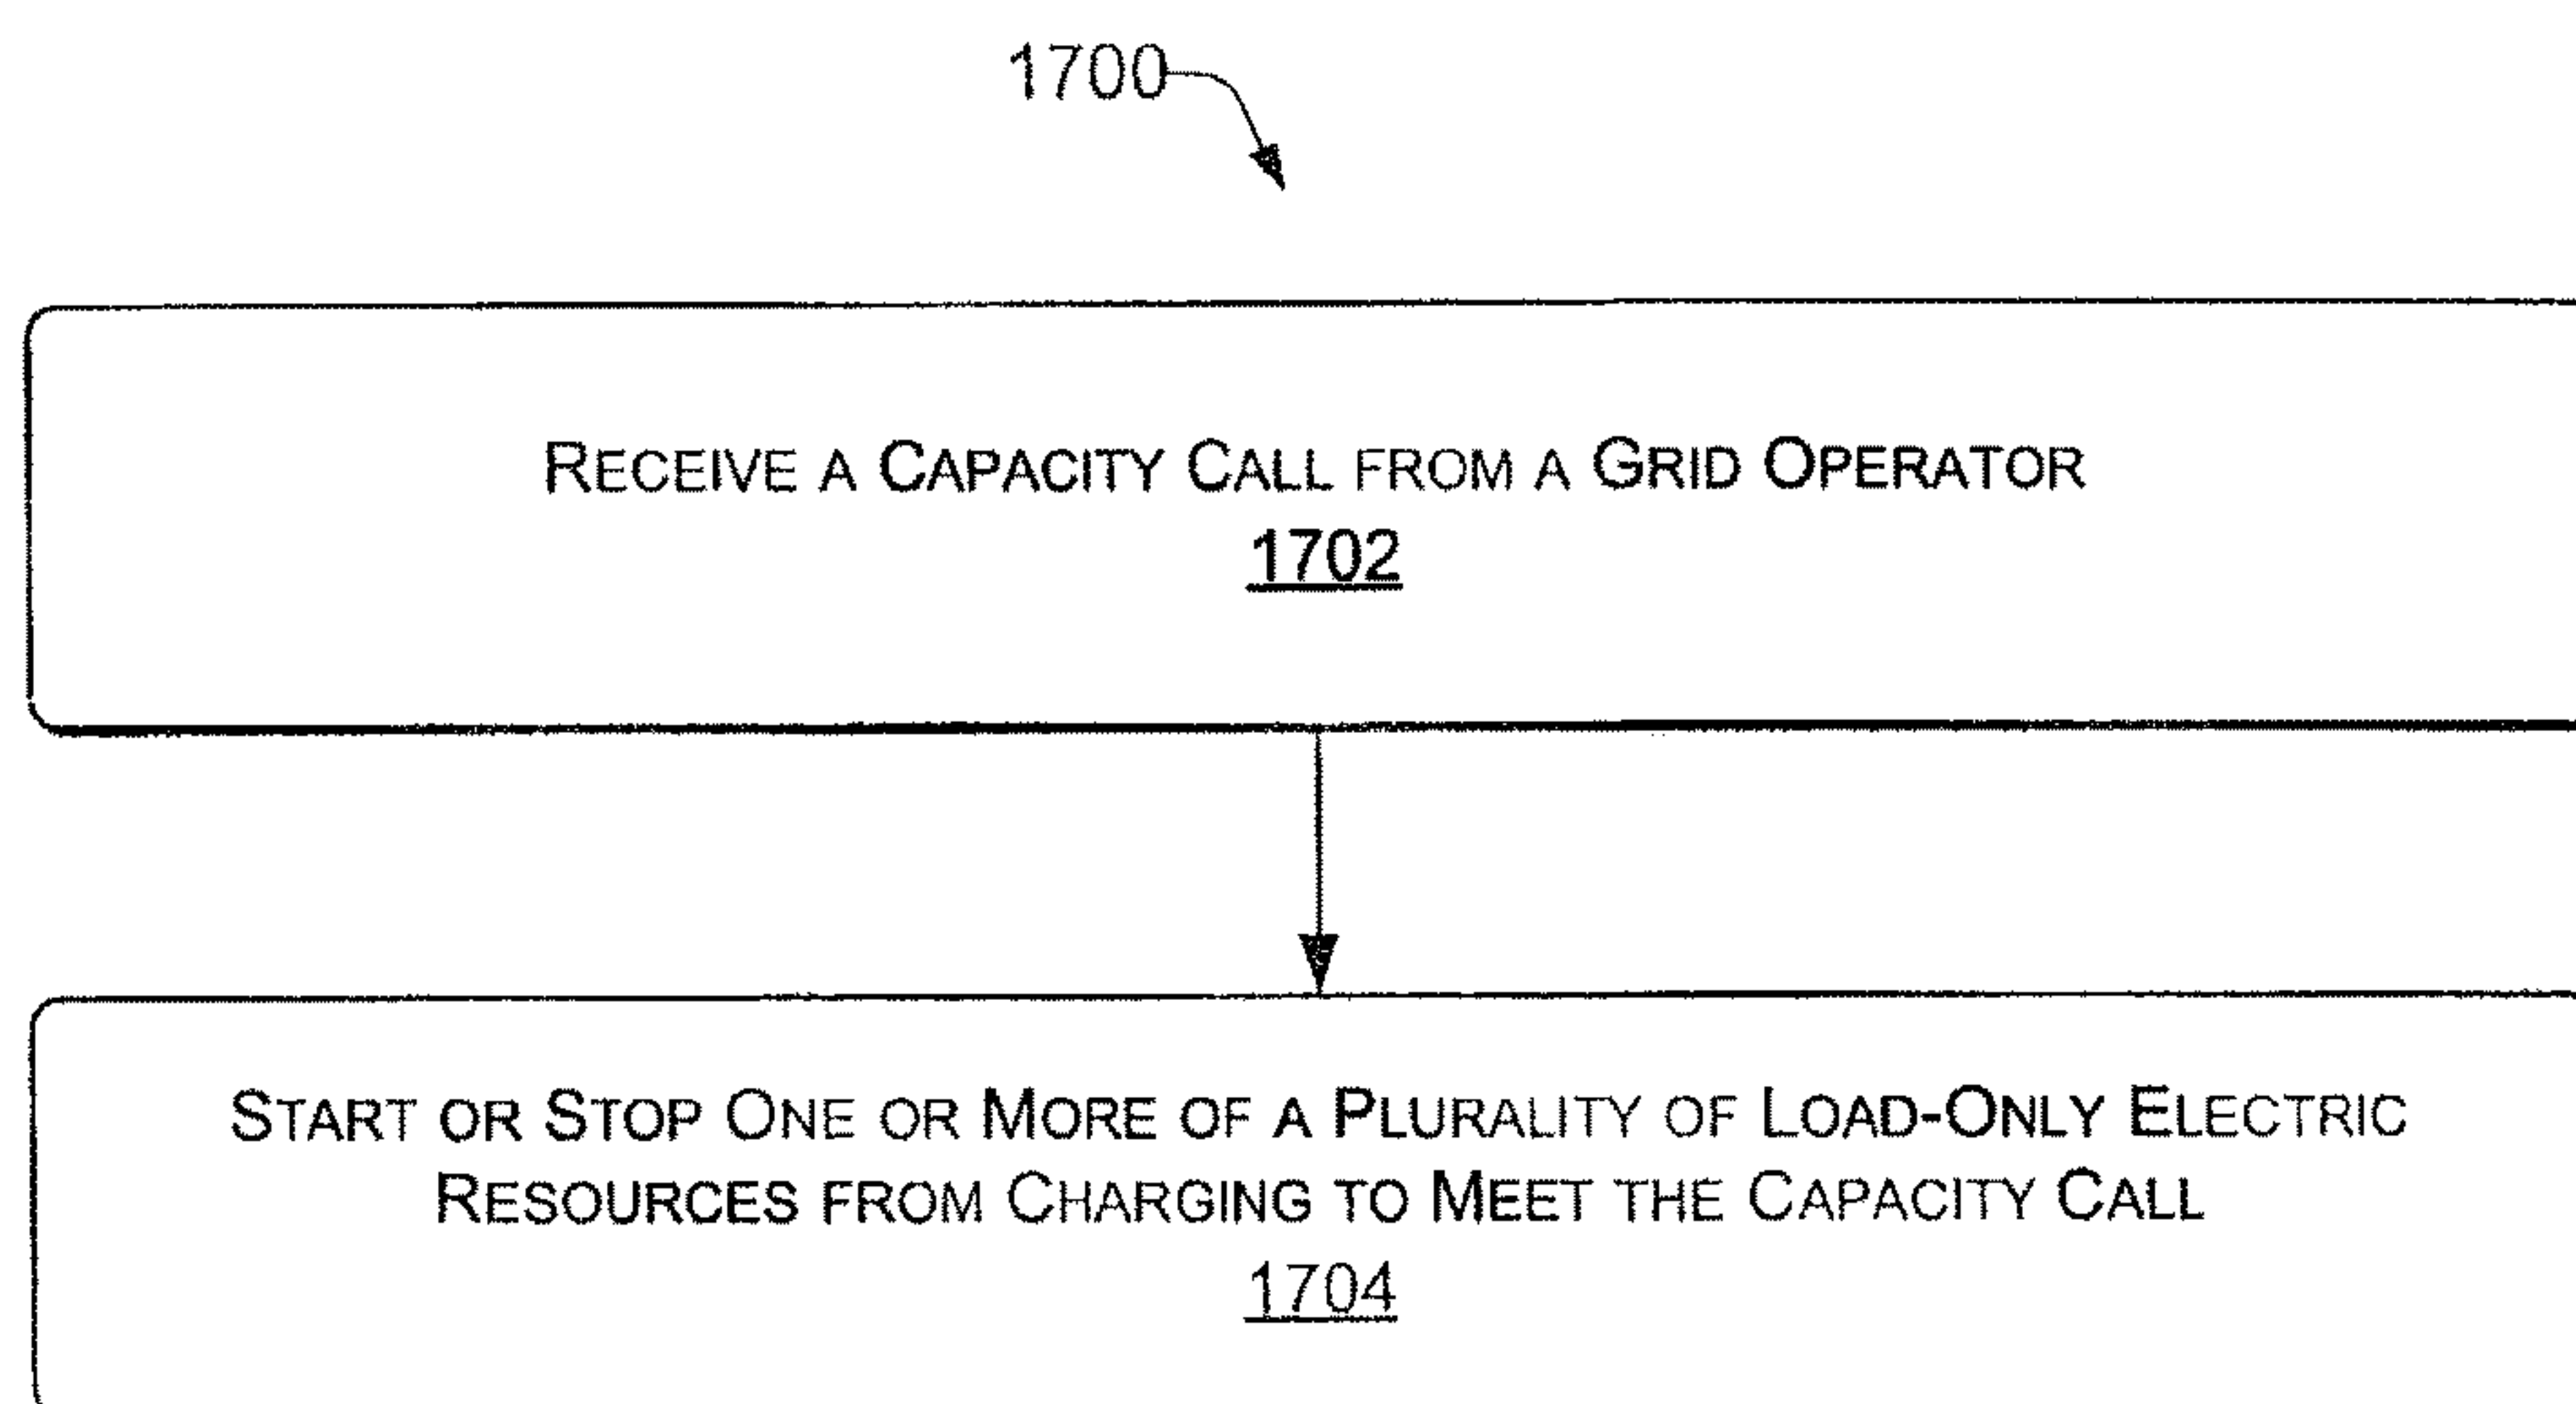 1700
RECEIVE A CAPACITY CALL FROM A GRID OPERATOR
1702
START OR STOP ONE OR MORE OF A PLURALITY OF LOAD-ONLY ELECTRIC
RESOURCES FROM CHARGING TO MEET THE CAPACITY CALL
1704